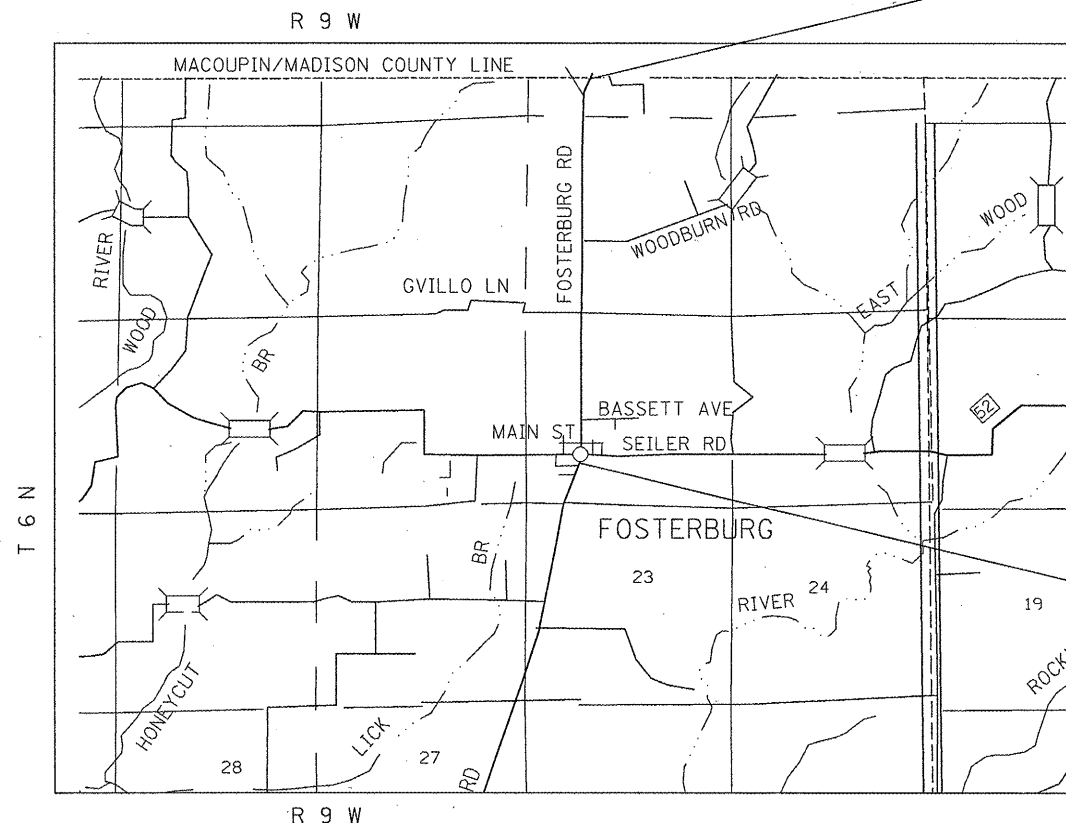 R 9 W
MACOUPIN/MADISON COUNTY LINE
FOSTERBURG RD
WOOD
WOODBURN RD
RIVER
GVILLO LN
EAST
WOOD
BR
52
BASSETT AVE
MAIN ST
SEILER RD
T 6 N
FOSTERBURG
BR
23
24
RIVER
19
ROCK
HONEYCUT
LICK
27
28
RD
R 9 W